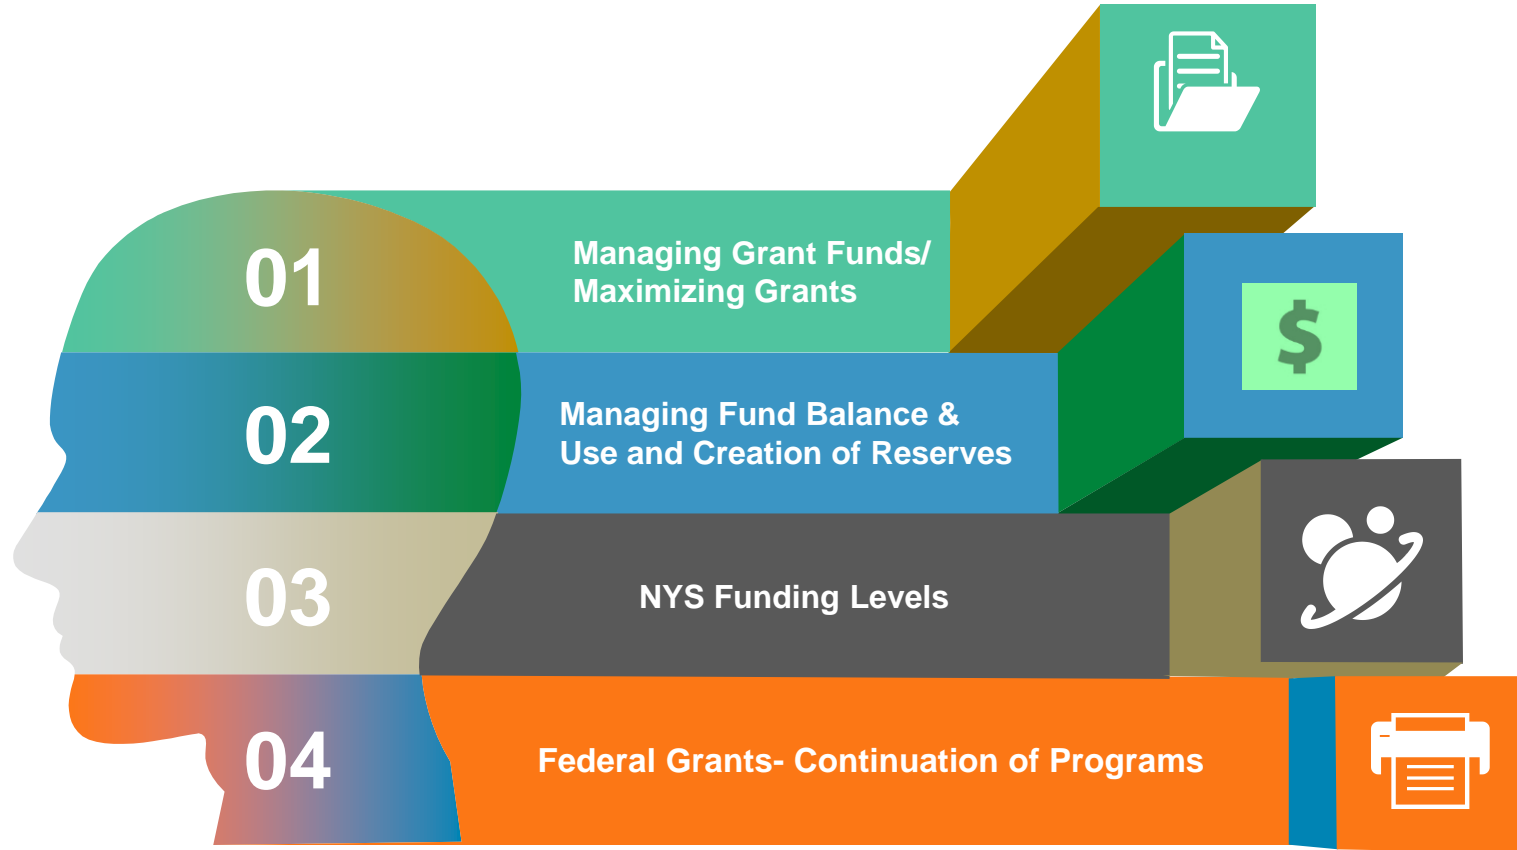 01
Managing Grant Funds/
Maximizing Grants
02
Managing Fund Balance &
Use and Creation of Reserves
$
03
NYS Funding Levels
04
Federal Grants- Continuation of Programs